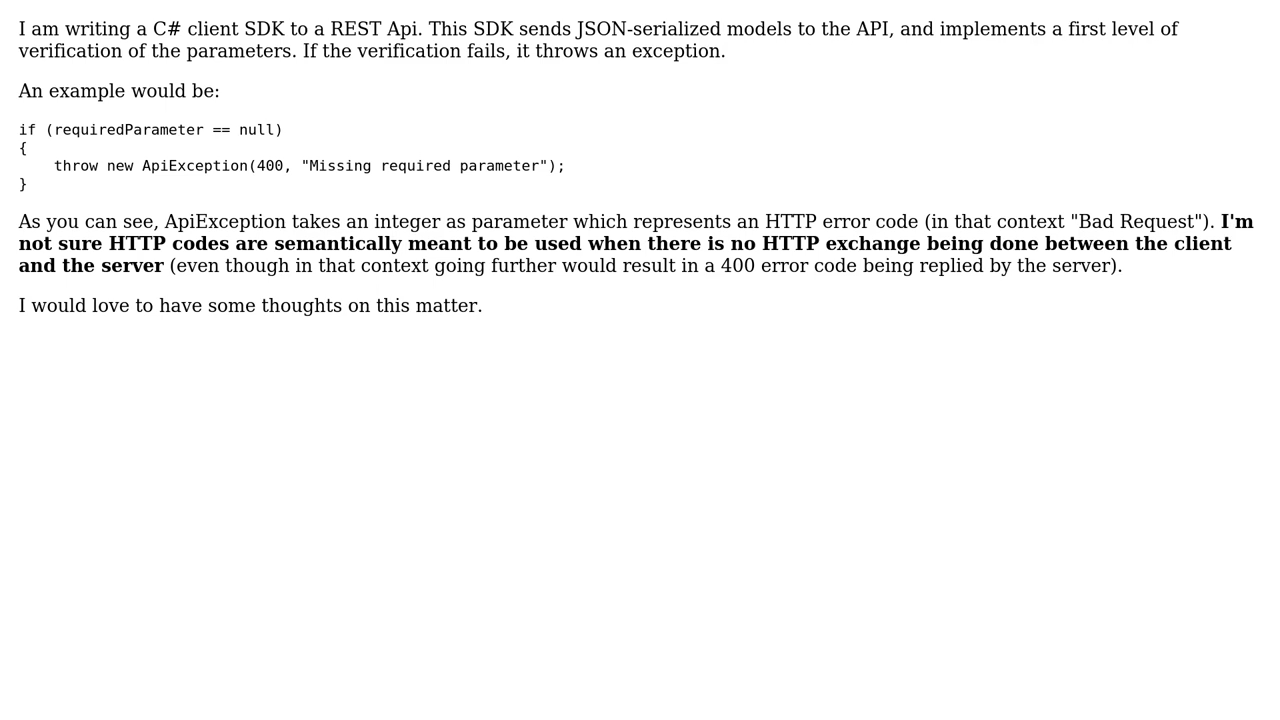 I am writing a C# client SDK to a REST Api. This SDK sends JSON-serialized models to the API, and implements a first level of
verification of the parameters. If the verification fails, it throws an exception.
An example would be:
if (requiredParameter == null)
{
    throw new ApiException(400, "Missing required parameter");
}
As you can see, ApiException takes an integer as parameter which represents an HTTP error code (in that context "Bad Request"). I'm
not sure HTTP codes are semantically meant to be used when there is no HTTP exchange being done between the client
and the server (even though in that context going further would result in a 400 error code being replied by the server).
I would love to have some thoughts on this matter.